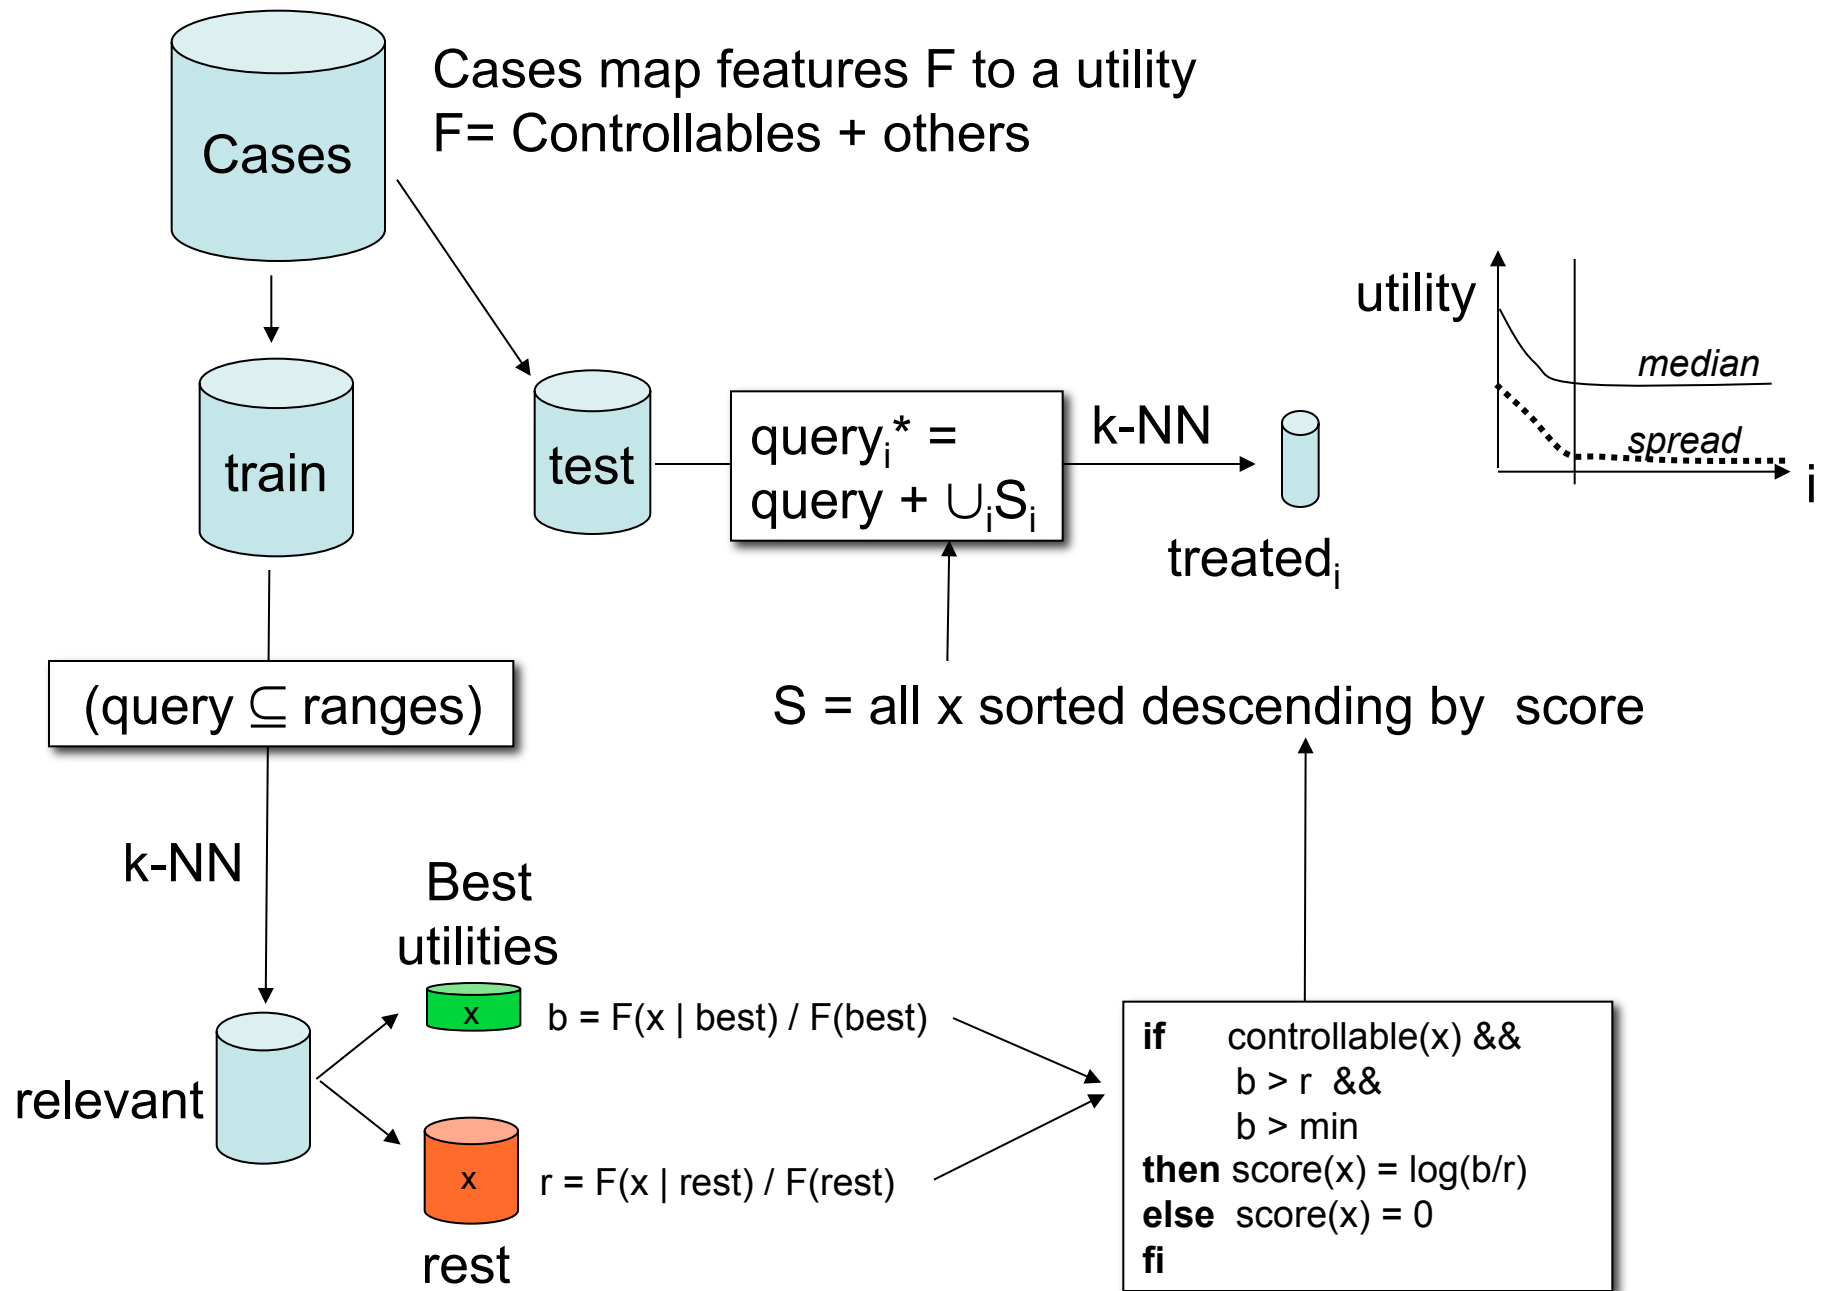 Cases map features F to a utility
F= Controllables + others
Cases
train
test
query_i* =
query + ∪_iS_i
k-NN
treated_i
utility
median
spread
i
(query ⊆ ranges)
S = all x sorted descending by score
k-NN
Best
utilities
x
b = F(x | best) / F(best)
relevant
x
r = F(x | rest) / F(rest)
rest
if controllable(x) &&
b > r &&
b > min
then score(x) = log(b/r)
else score(x) = 0
fi